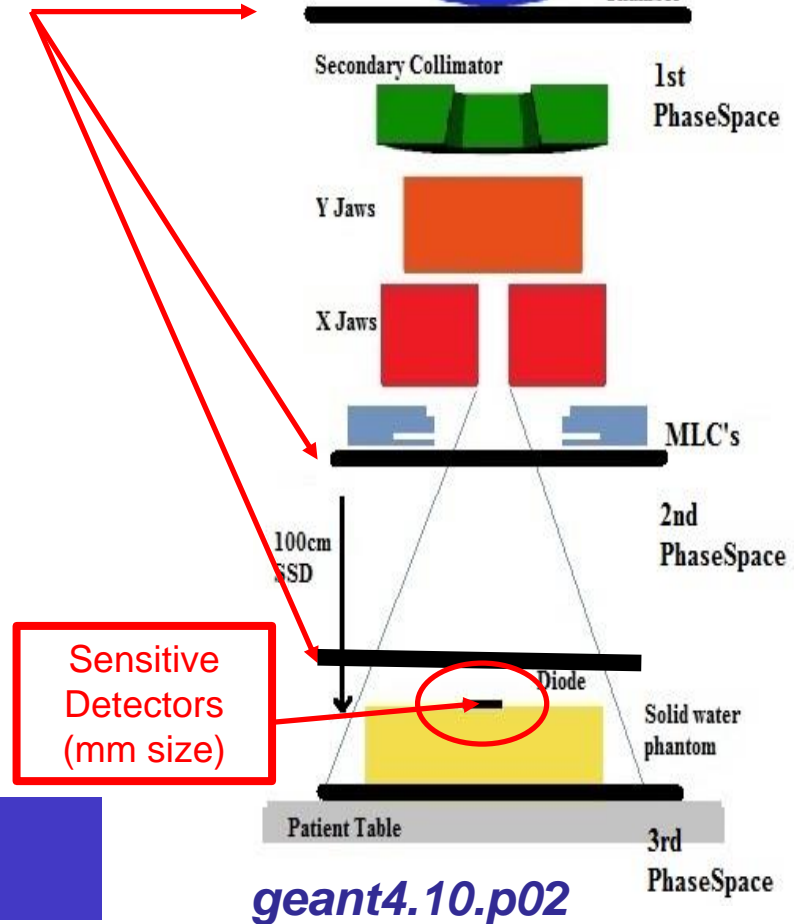 Secondary Collimator
1st
PhaseSpace
Y Jaws
X Jaws
MLC's
2nd
PhaseSpace
100cm
SSD
Sensitive
Detectors
(mm size)
Diode
Solid water
phantom
Patient Table
3rd
PhaseSpace
geant4.10.p02